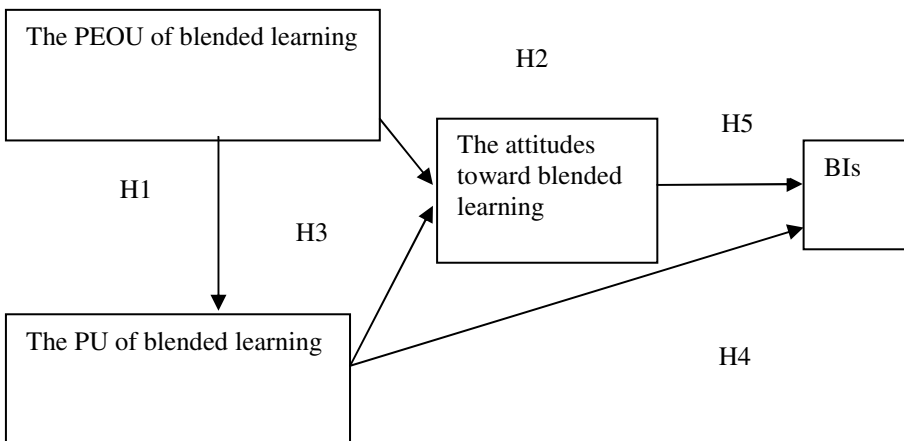 The PEOU of blended learning
H2
H5
The attitudes
toward blended
learning
BIs
H1
H3
The PU of blended learning
H4